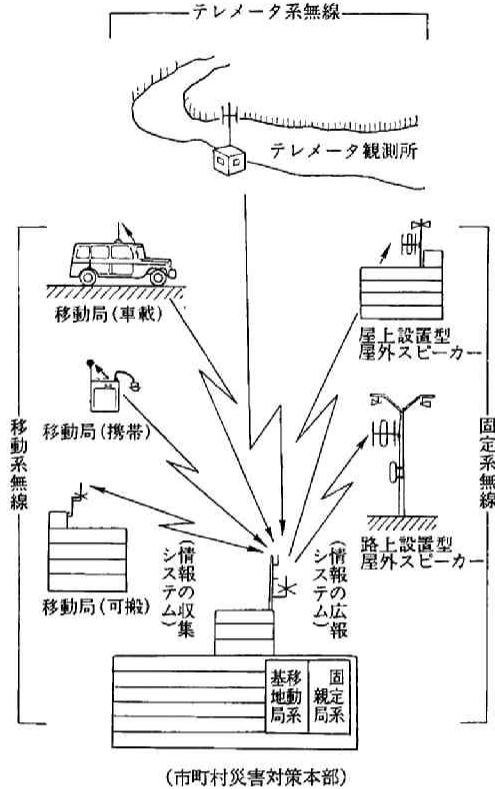 テレメータ系無線
テレメータ観測所
移動局(車載)
屋上設置型
屋外スピーカー
移動局(携帯)
移動系無線
固定系無線
路上設置型
屋外スピーカー
移動局(可搬)
(情報の収集
システム)
(情報の広報
システム)
移動系
基地局
固定系
親局
(市町村災害対策本部)